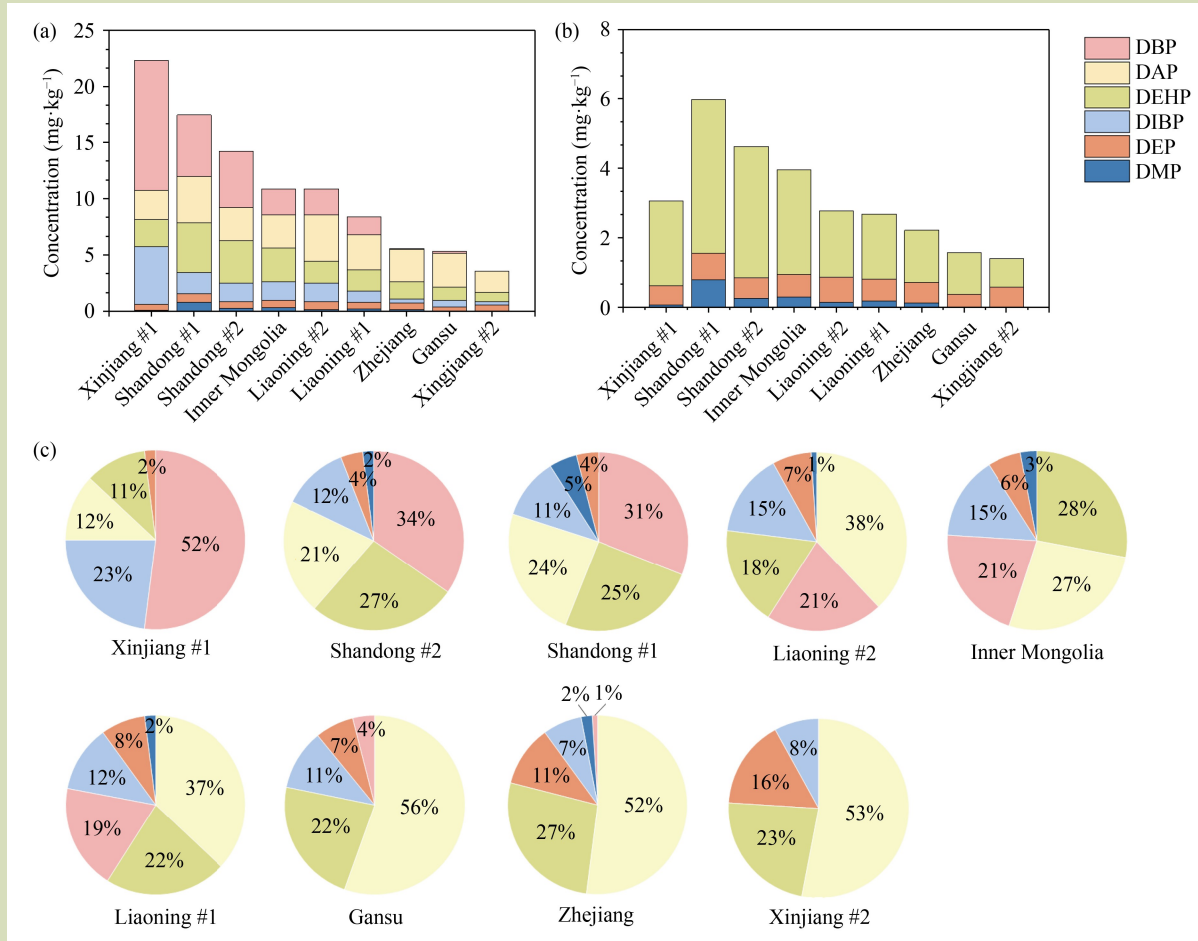 (a)
Concentration (mg·kg⁻¹)
25
20
15
10
5
0
Xinjiang #1
Shandong #1
Shandong #2
Inner Mongolia
Liaoning #2
Liaoning #1
Zhejiang
Gansu
Xingjiang #2
(b)
Concentration (mg·kg⁻¹)
8
6
4
2
0
Xinjiang #1
Shandong #1
Shandong #2
Inner Mongolia
Liaoning #2
Liaoning #1
Zhejiang
Gansu
Xingjiang #2
DBP
DAP
DEHP
DIBP
DEP
DMP
(c)
2%
11%
12%
23%
52%
Xinjiang #1
2%
4%
12%
21%
27%
34%
Shandong #2
4%
5%
11%
24%
25%
31%
Shandong #1
1%
7%
15%
18%
21%
38%
Liaoning #2
3%
6%
15%
21%
27%
28%
Inner Mongolia
2%
8%
12%
19%
22%
37%
Liaoning #1
4%
7%
11%
22%
56%
Gansu
2% 1%
7%
11%
27%
52%
Zhejiang
8%
16%
23%
53%
Xinjiang #2